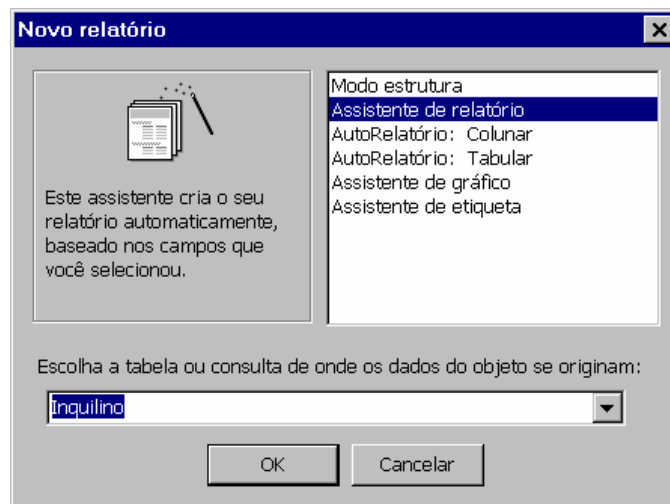 Novo relatório
Este assistente cria o seu
relatório automaticamente,
baseado nos campos que
você selecionou.
Modo estrutura
Assistente de relatório
AutoRelatório: Colunar
AutoRelatório: Tabular
Assistente de gráfico
Assistente de etiqueta
Escolha a tabela ou consulta de onde os dados do objeto se originam:
Inquilino
OK
Cancelar